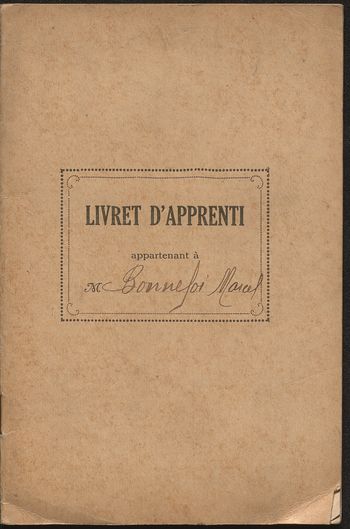 LIVRET D'APPRENTI
appartenant à
M Bonnefoi Marcel